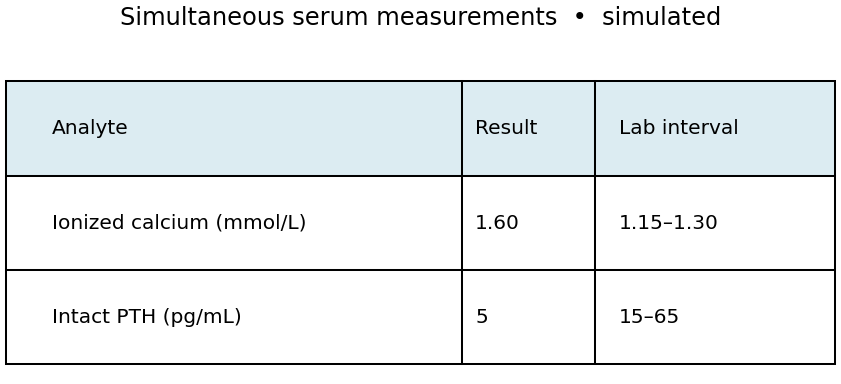 Simultaneous serum measurements • simulated
Analyte Result Lab interval
Ionized calcium (mmol/L) 1.60 1.15–1.30
Intact PTH (pg/mL) 5 15–65